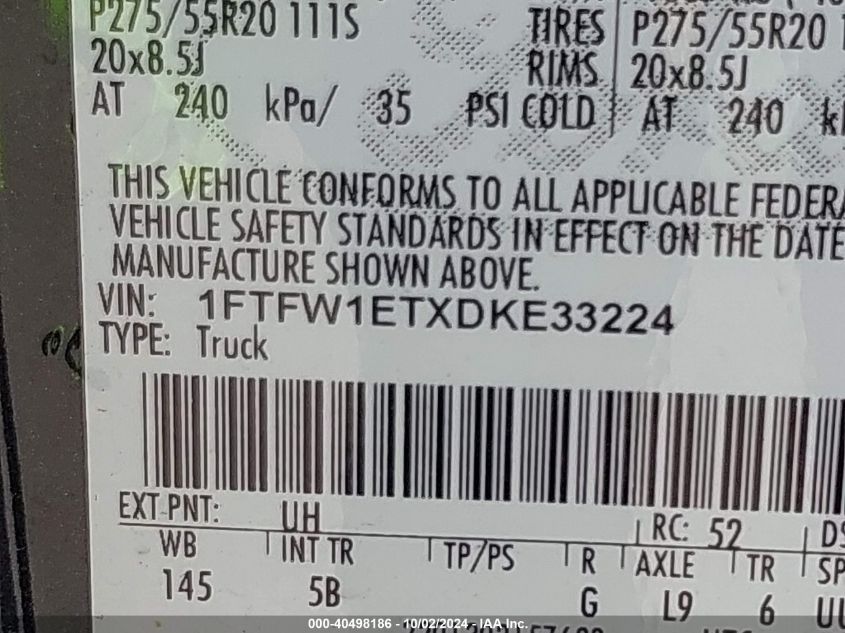 P275/55R20 111S TIRES P275/55R20
20x8.5J RIMS 20x8.5J
AT 240 kPa/ 35 PSI COLD AT 240
THIS VEHICLE CONFORMS TO ALL APPLICABLE FEDERA
VEHICLE SAFETY STANDARDS IN EFFECT ON THE DATE
MANUFACTURE SHOWN ABOVE.
VIN: 1FTFW1ETXDKE33224
TYPE: Truck
EXT PNT: UH RC: 52 DS
WB INT TR TP/PS R AXLE TR SP
145 5B G L9 6 UU
000-40498186 - 10/02/2024 - IAA Inc.